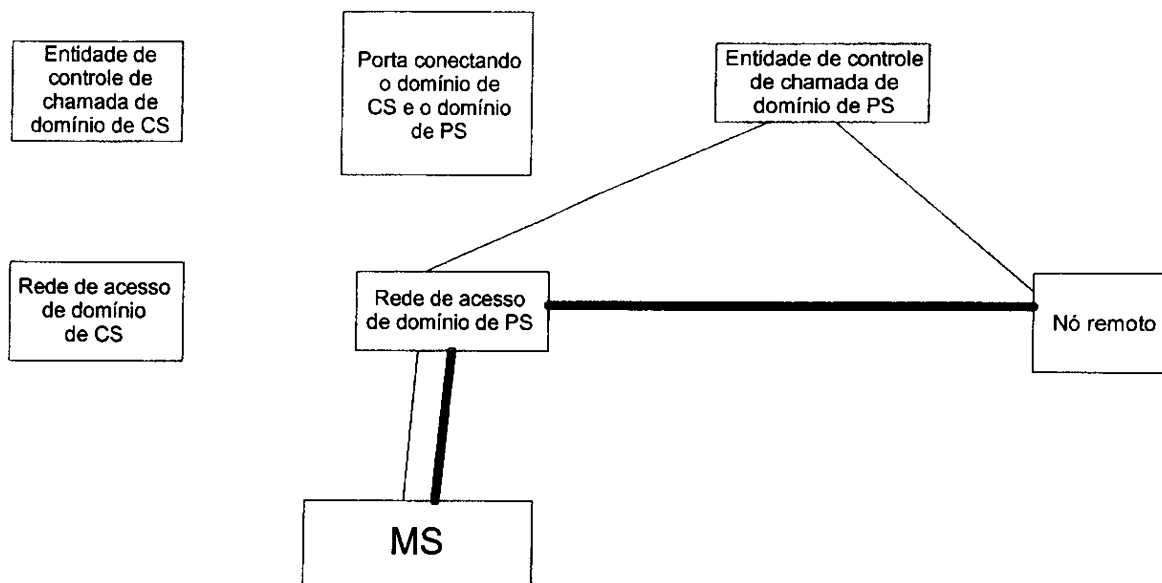 Entidade de
controle de
chamada de
domínio de CS
Porta conectando
o domínio de
CS e o domínio
de PS
Entidade de controle
de chamada de
domínio de PS
Rede de acesso
de domínio
de CS
Rede de acesso
de domínio de PS
Nó remoto
MS